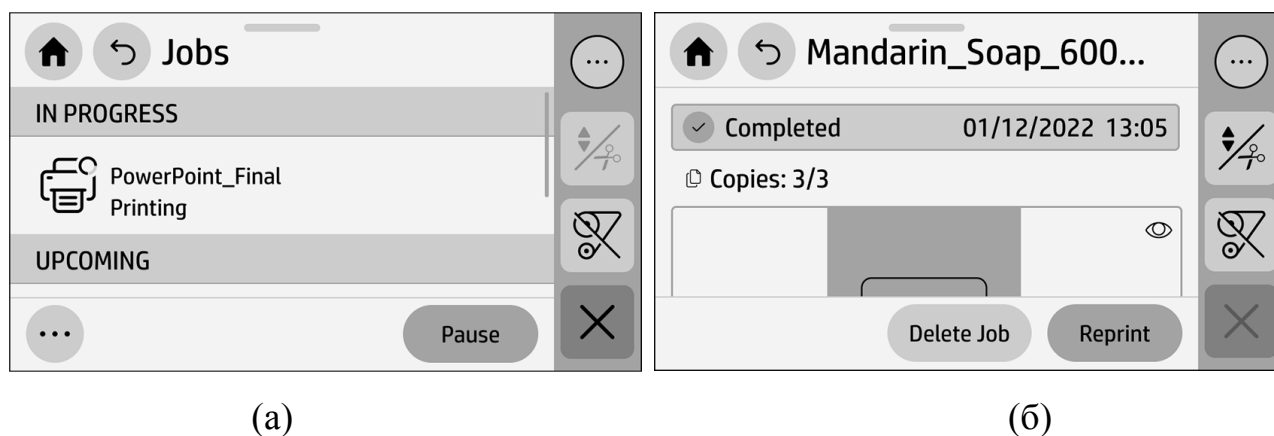 Jobs
IN PROGRESS
PowerPoint_Final
Printing
UPCOMING
Pause
Mandarin_Soap_600...
Completed 01/12/2022 13:05
Copies: 3/3
Delete Job Reprint
(а)
(б)